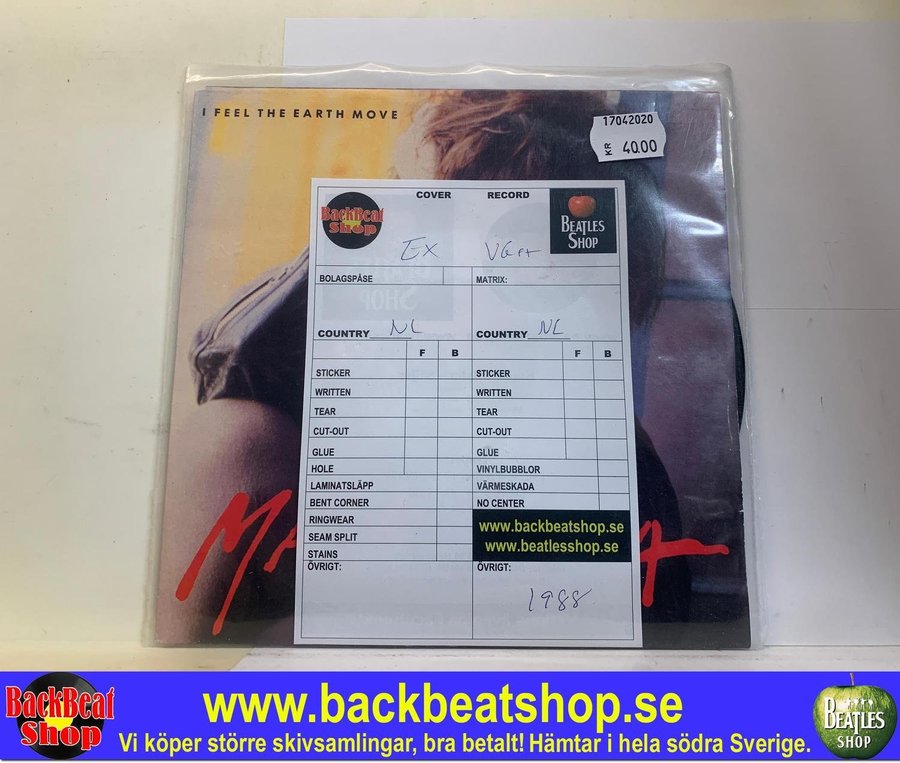 I FEEL THE EARTH MOVE
17042020
KR 40.00
COVER RECORD
BackBeat Shop
BEATLES SHOP
EX VG++
BOLAGSPÅSE MATRIX:
COUNTRY NL COUNTRY NL
F B F B
STICKER STICKER
WRITTEN WRITTEN
TEAR TEAR
CUT-OUT CUT-OUT
GLUE GLUE
HOLE VINYLBUBBLOR
LAMINATSLÄPP VÄRMESKADA
BENT CORNER NO CENTER
RINGWEAR
SEAM SPLIT
STAINS
www.backbeatshop.se
www.beatlesshop.se
ÖVRIGT: ÖVRIGT:
1988
BackBeat Shop
www.backbeatshop.se
Vi köper större skivsamlingar, bra betalt! Hämtar i hela södra Sverige.
BEATLES SHOP